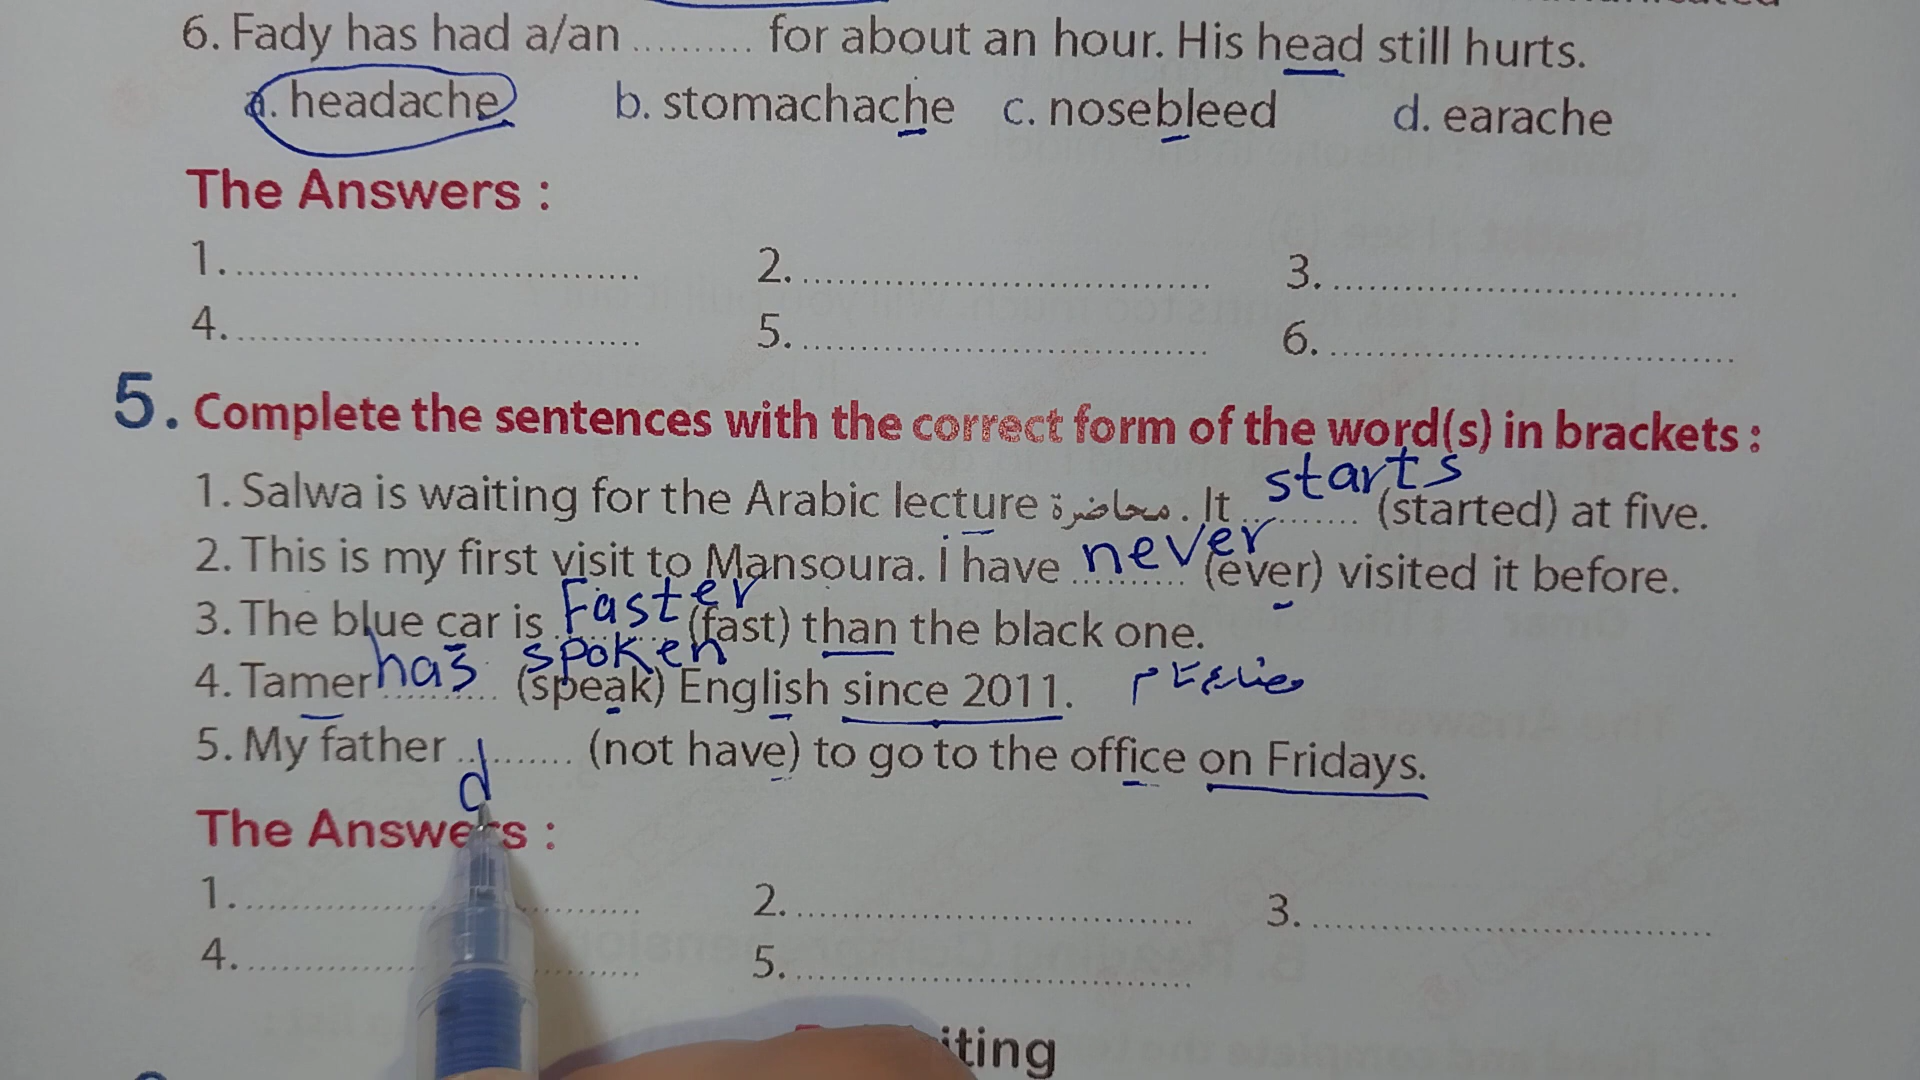 6. Fady has had a/an .......... for about an hour. His head still hurts.
a. headache b. stomachache c. nosebleed d. earache
The Answers :
1. 2. 3.
4. 5. 6.
5. Complete the sentences with the correct form of the word(s) in brackets :
1. Salwa is waiting for the Arabic lecture محاضرة. It starts (started) at five.
2. This is my first visit to Mansoura. I have never (ever) visited it before.
3. The blue car is Faster (fast) than the black one.
4. Tamer has spoken (speak) English since 2011.
5. My father d (not have) to go to the office on Fridays.
The Answers :
1. 2. 3.
4. 5.
iting